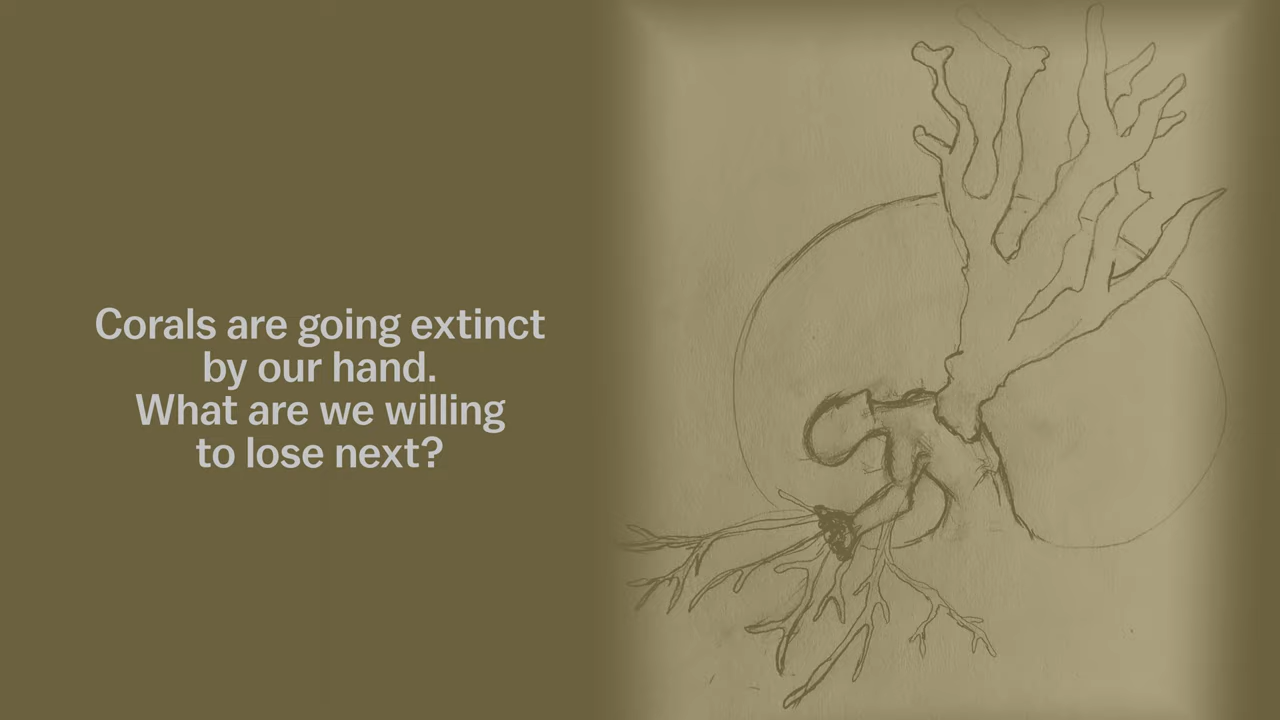 Corals are going extinct
by our hand.
What are we willing
to lose next?